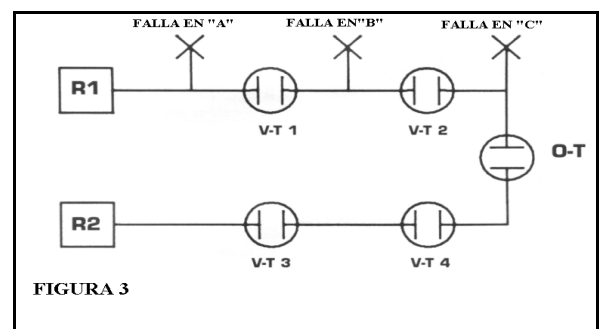 FALLA EN "A"
FALLA EN"B"
FALLA EN "C"
R1
V-T 1
V-T 2
O-T
R2
V-T 3
V-T 4
FIGURA 3